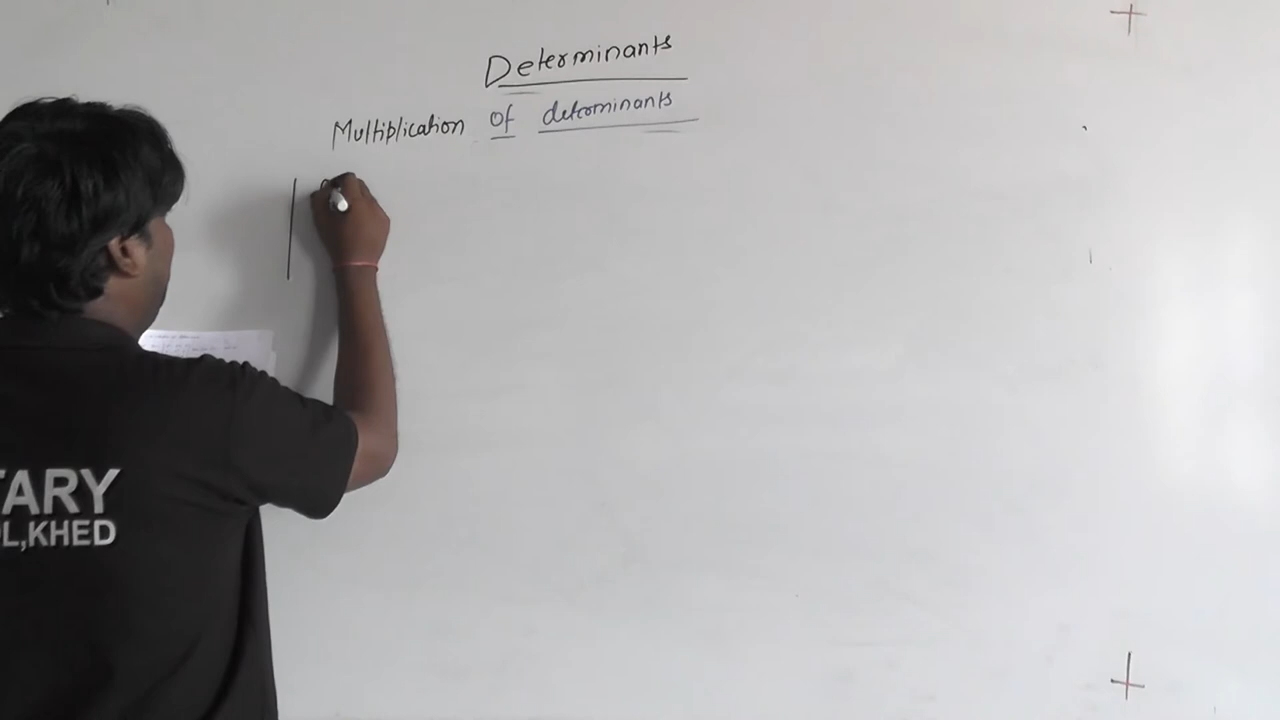 Determinants
Multiplication of determinants
TARY
L,KHED